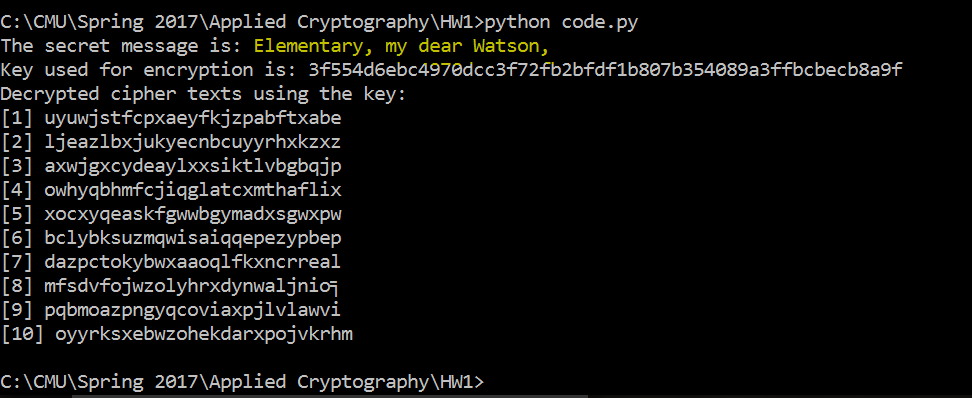 C:\CMU\Spring 2017\Applied Cryptography\HW1>python code.py
The secret message is: Elementary, my dear Watson,
Key used for encryption is: 3f554d6ebc4970dcc3f72fb2bfdf1b807b354089a3ffbcbecb8a9f
Decrypted cipher texts using the key:
[1] uyuwjstfcpxaeyfkjzpabftxabe
[2] ljeazlbxjukyecnbcuyyrhxkzxz
[3] axwjgxcydeaylxxsiktlvbgbqjp
[4] owhyqbhmfcjiqglatcxmthaflix
[5] xocxyqeaskfgwwbgymadxsgwxpw
[6] bclybksuzmqwisaiqqepezypbep
[7] dazpctokybwxaaoqlfkxncrreal
[8] mfsdvfojwzolyhrxdynwaljnio╕
[9] pqbmoazpngyqcoviaxpjlvlawvi
[10] oyyrksxebwzohekdarxpojvkrhm
C:\CMU\Spring 2017\Applied Cryptography\HW1>